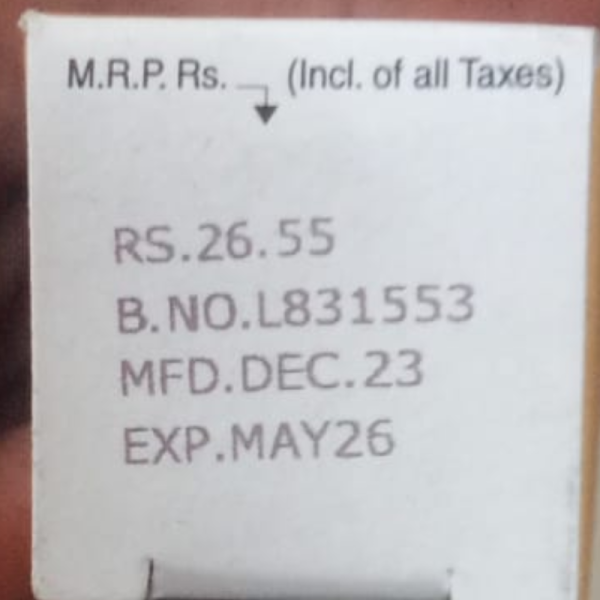 M.R.P. Rs. (Incl. of all Taxes)
RS.26.55
B.NO.L831553
MFD.DEC.23
EXP.MAY26